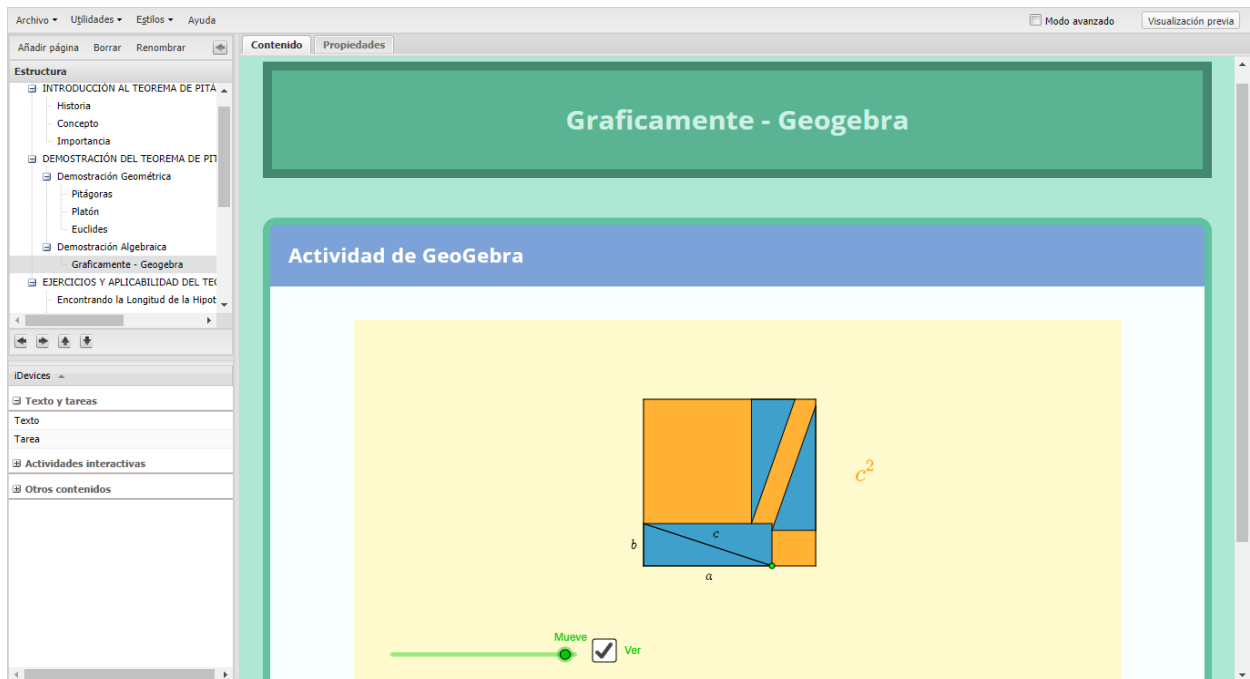 Archivo Utilidades Estilos Ayuda Modo avanzado Visualización previa
Añadir página Borrar Renombrar
Contenido Propiedades
Estructura
INTRODUCCIÓN AL TEOREMA DE PITÁ
Historia
Concepto
Importancia
DEMOSTRACIÓN DEL TEOREMA DE PIT
Demostración Geométrica
Pitágoras
Platón
Euclides
Demostración Algebraica
Graficamente - Geogebra
EJERCICIOS Y APLICABILIDAD DEL TEO
Encontrando la Longitud de la Hipot
iDevices
Texto y tareas
Texto
Tarea
Actividades interactivas
Otros contenidos
Graficamente - Geogebra
Actividad de GeoGebra
c²
c
b
a
Mueve
Ver